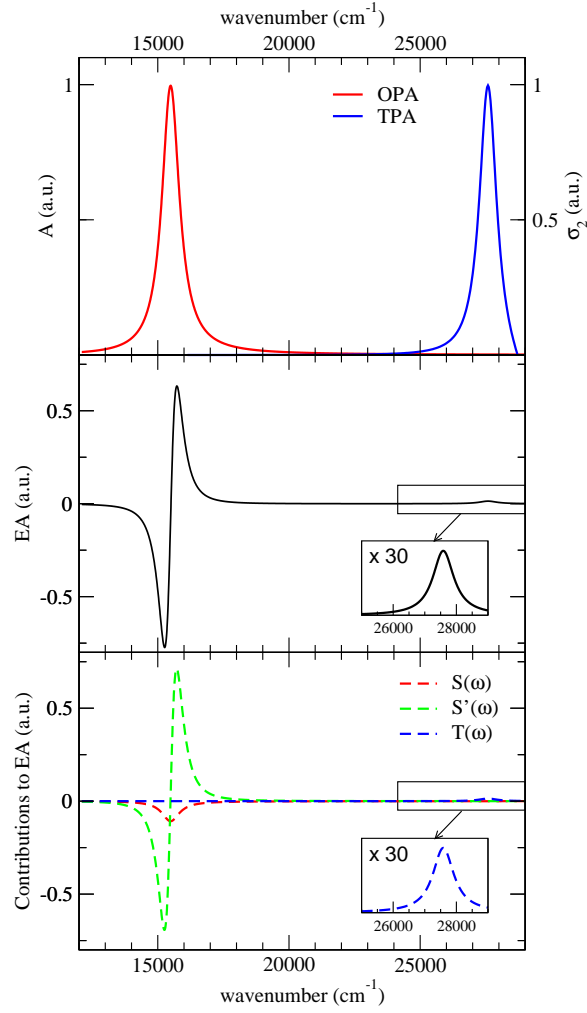 wavenumber (cm⁻¹)
15000 20000 25000
1 1
OPA
TPA
A (a.u.)
0.5
σ₂ (a.u.)
0.5
0
-0.5
EA (a.u.)
x 30
26000 28000
0.5
0
-0.5
Contributions to EA (a.u.)
S(ω)
S'(ω)
T(ω)
x 30
26000 28000
15000 20000 25000
wavenumber (cm⁻¹)